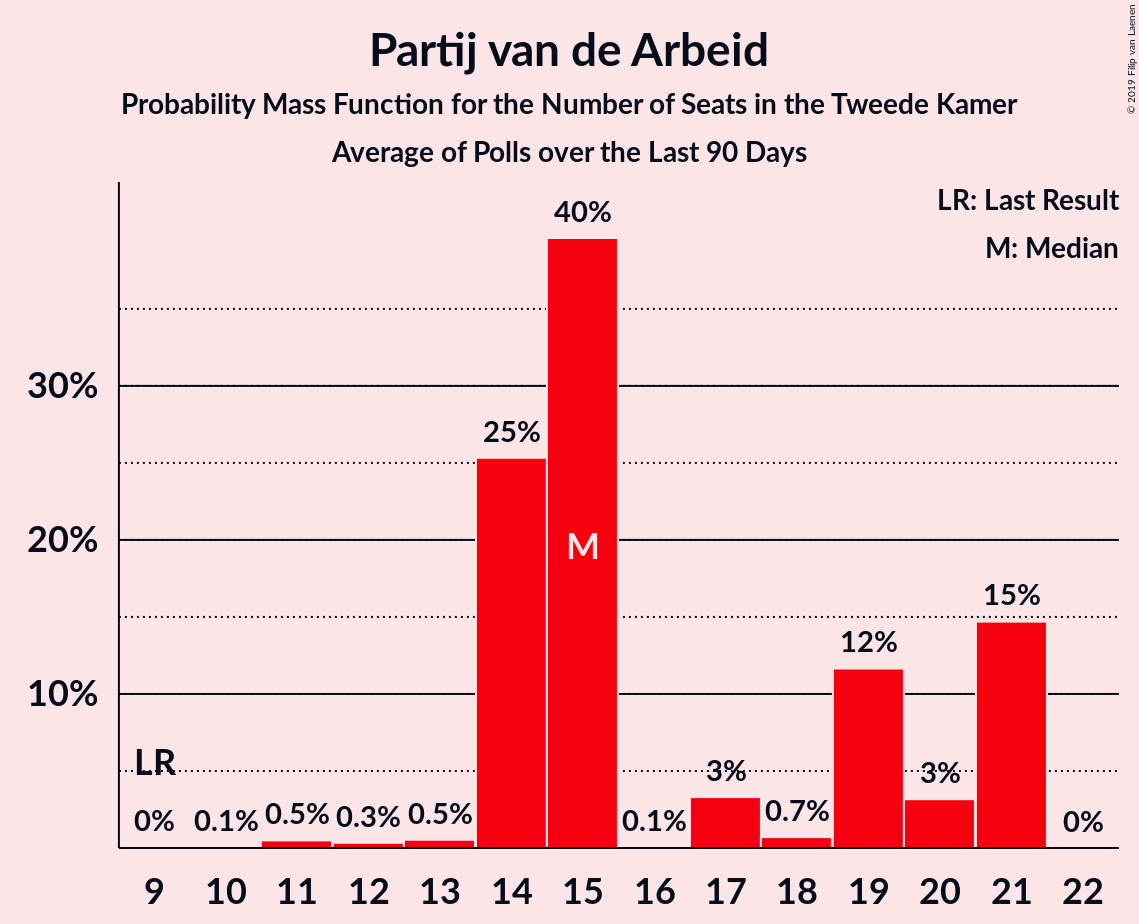 Partij van de Arbeid
Probability Mass Function for the Number of Seats in the Tweede Kamer
Average of Polls over the Last 90 Days
© 2019 Filip van Laenen
LR: Last Result
M: Median
40%
30%
25%
20%
M
15%
12%
10%
LR
3%
3%
0%
0.1%
0.5%
0.3%
0.5%
0.1%
0.7%
0%
9 10 11 12 13 14 15 16 17 18 19 20 21 22